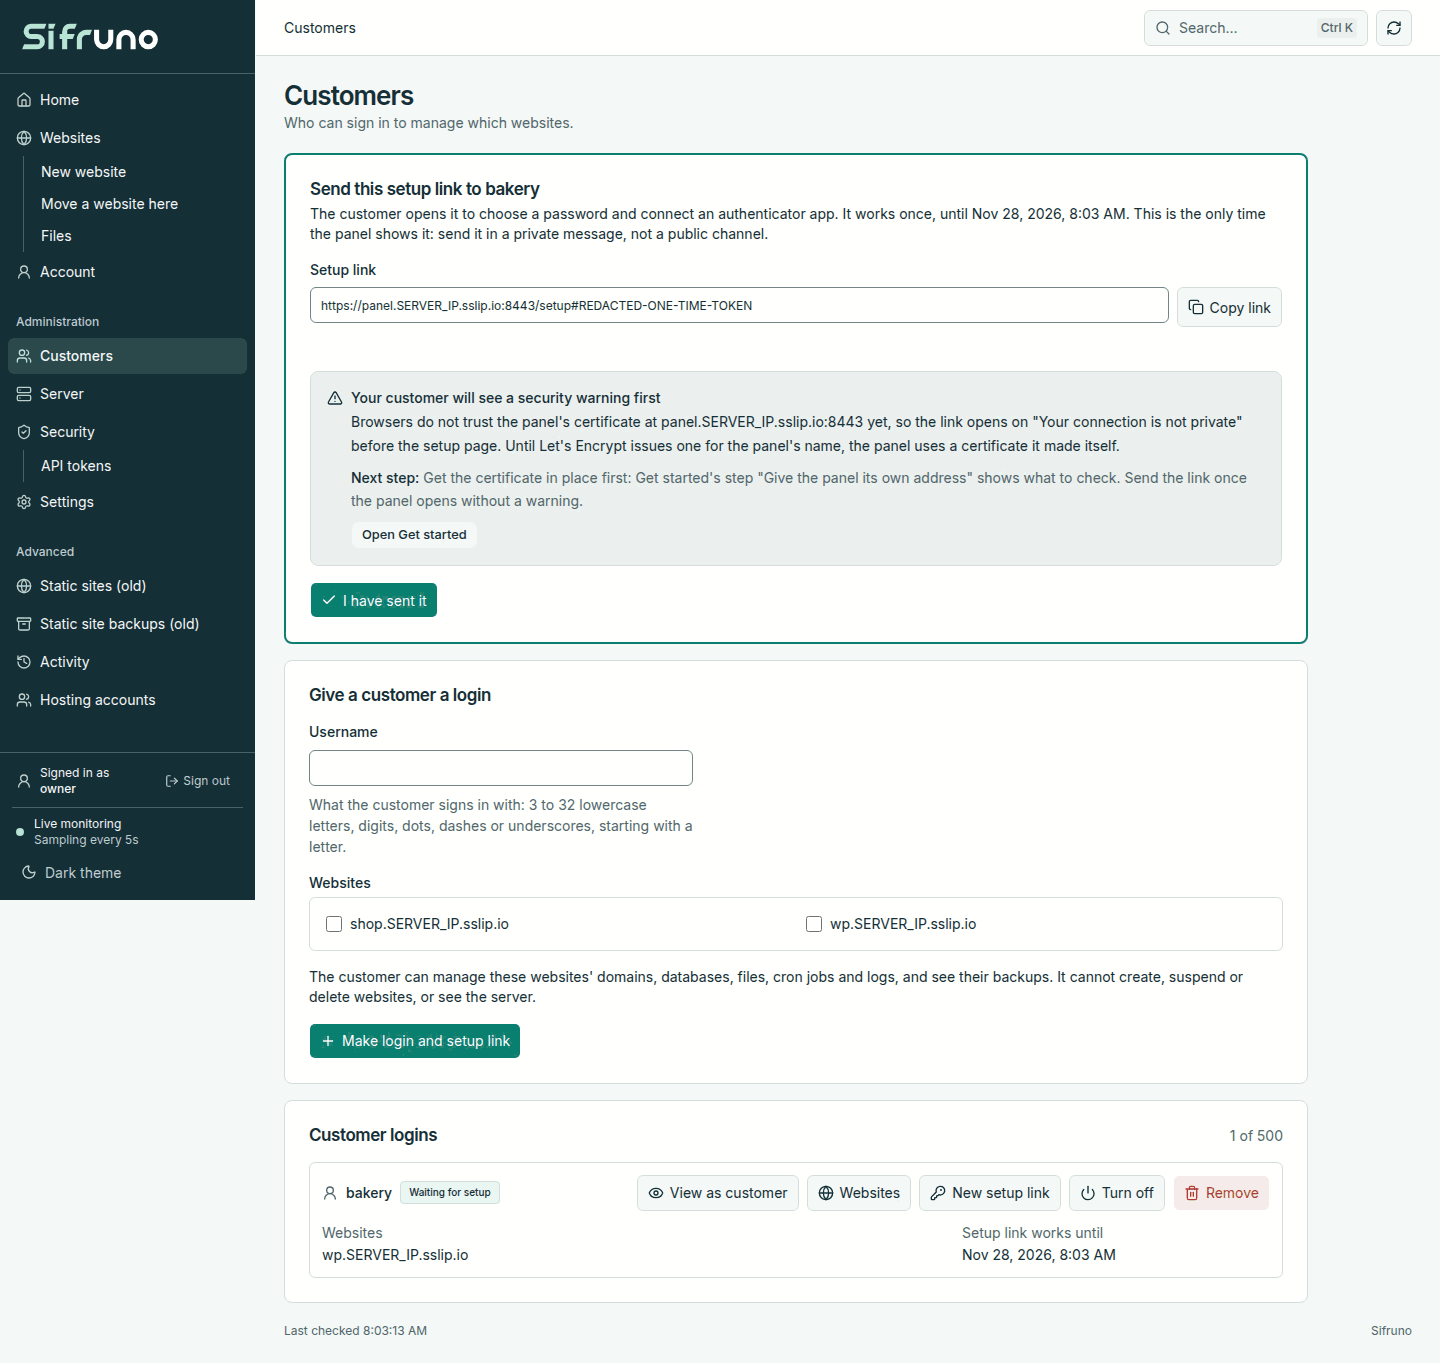 Sifruno
Home
Websites
New website
Move a website here
Files
Account
Administration
Customers
Server
Security
API tokens
Settings
Advanced
Static sites (old)
Static site backups (old)
Activity
Hosting accounts
Signed in as
owner
Sign out
Live monitoring
Sampling every 5s
Dark theme
Customers
Search...
Ctrl K
Customers
Who can sign in to manage which websites.
Send this setup link to bakery
The customer opens it to choose a password and connect an authenticator app. It works once, until Nov 28, 2026, 8:03 AM. This is the only time
the panel shows it: send it in a private message, not a public channel.
Setup link
https://panel.SERVER_IP.sslip.io:8443/setup#REDACTED-ONE-TIME-TOKEN
Copy link
Your customer will see a security warning first
Browsers do not trust the panel's certificate at panel.SERVER_IP.sslip.io:8443 yet, so the link opens on "Your connection is not private"
before the setup page. Until Let's Encrypt issues one for the panel's name, the panel uses a certificate it made itself.
Next step: Get the certificate in place first: Get started's step "Give the panel its own address" shows what to check. Send the link once
the panel opens without a warning.
Open Get started
I have sent it
Give a customer a login
Username
What the customer signs in with: 3 to 32 lowercase
letters, digits, dots, dashes or underscores, starting with a
letter.
Websites
shop.SERVER_IP.sslip.io
wp.SERVER_IP.sslip.io
The customer can manage these websites' domains, databases, files, cron jobs and logs, and see their backups. It cannot create, suspend or
delete websites, or see the server.
Make login and setup link
Customer logins
1 of 500
bakery
Waiting for setup
View as customer
Websites
New setup link
Turn off
Remove
Websites
wp.SERVER_IP.sslip.io
Setup link works until
Nov 28, 2026, 8:03 AM
Last checked 8:03:13 AM
Sifruno